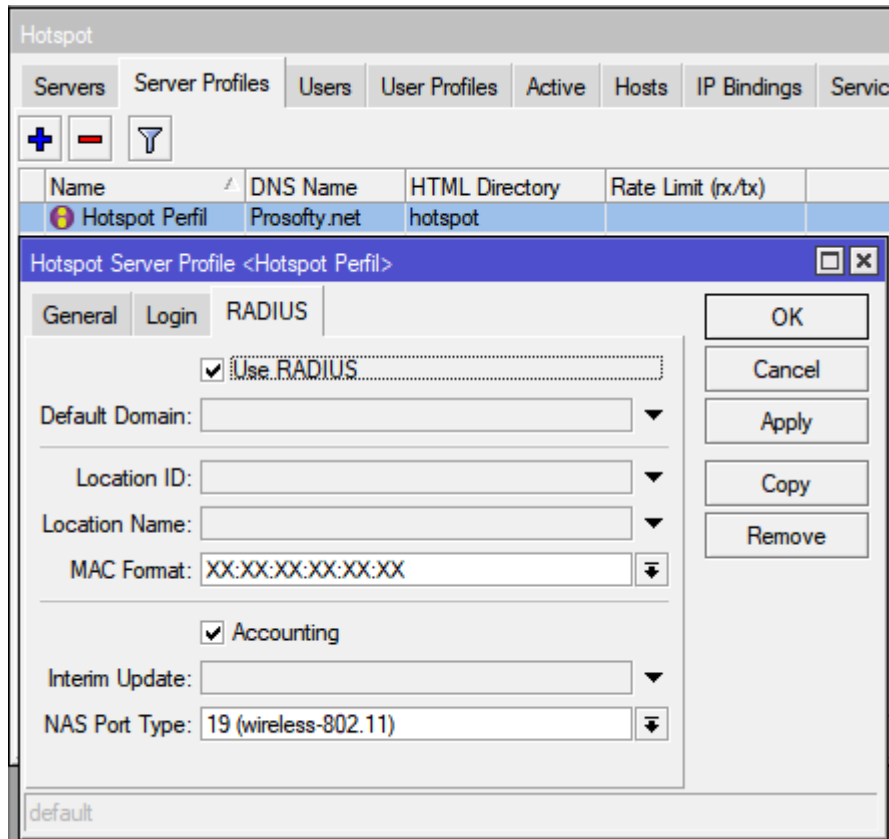 Hotspot
Servers Server Profiles Users User Profiles Active Hosts IP Bindings Servic
Name DNS Name HTML Directory Rate Limit (rx/tx)
Hotspot Perfil Prosofty.net hotspot
Hotspot Server Profile <Hotspot Perfil>
General Login RADIUS
OK
Use RADIUS
Cancel
Default Domain:
Apply
Location ID:
Copy
Location Name:
Remove
MAC Format: XX:XX:XX:XX:XX:XX
Accounting
Interim Update:
NAS Port Type: 19 (wireless-802.11)
default